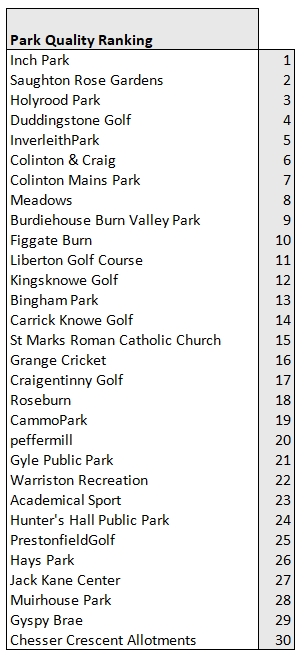 Park Quality Ranking
Inch Park 1
Saughton Rose Gardens 2
Holyrood Park 3
Duddingstone Golf 4
InverleithPark 5
Colinton & Craig 6
Colinton Mains Park 7
Meadows 8
Burdiehouse Burn Valley Park 9
Figgate Burn 10
Liberton Golf Course 11
Kingsknowe Golf 12
Bingham Park 13
Carrick Knowe Golf 14
St Marks Roman Catholic Church 15
Grange Cricket 16
Craigentinny Golf 17
Roseburn 18
CammoPark 19
peffermill 20
Gyle Public Park 21
Warriston Recreation 22
Academical Sport 23
Hunter's Hall Public Park 24
PrestonfieldGolf 25
Hays Park 26
Jack Kane Center 27
Muirhouse Park 28
Gyspy Brae 29
Chesser Crescent Allotments 30